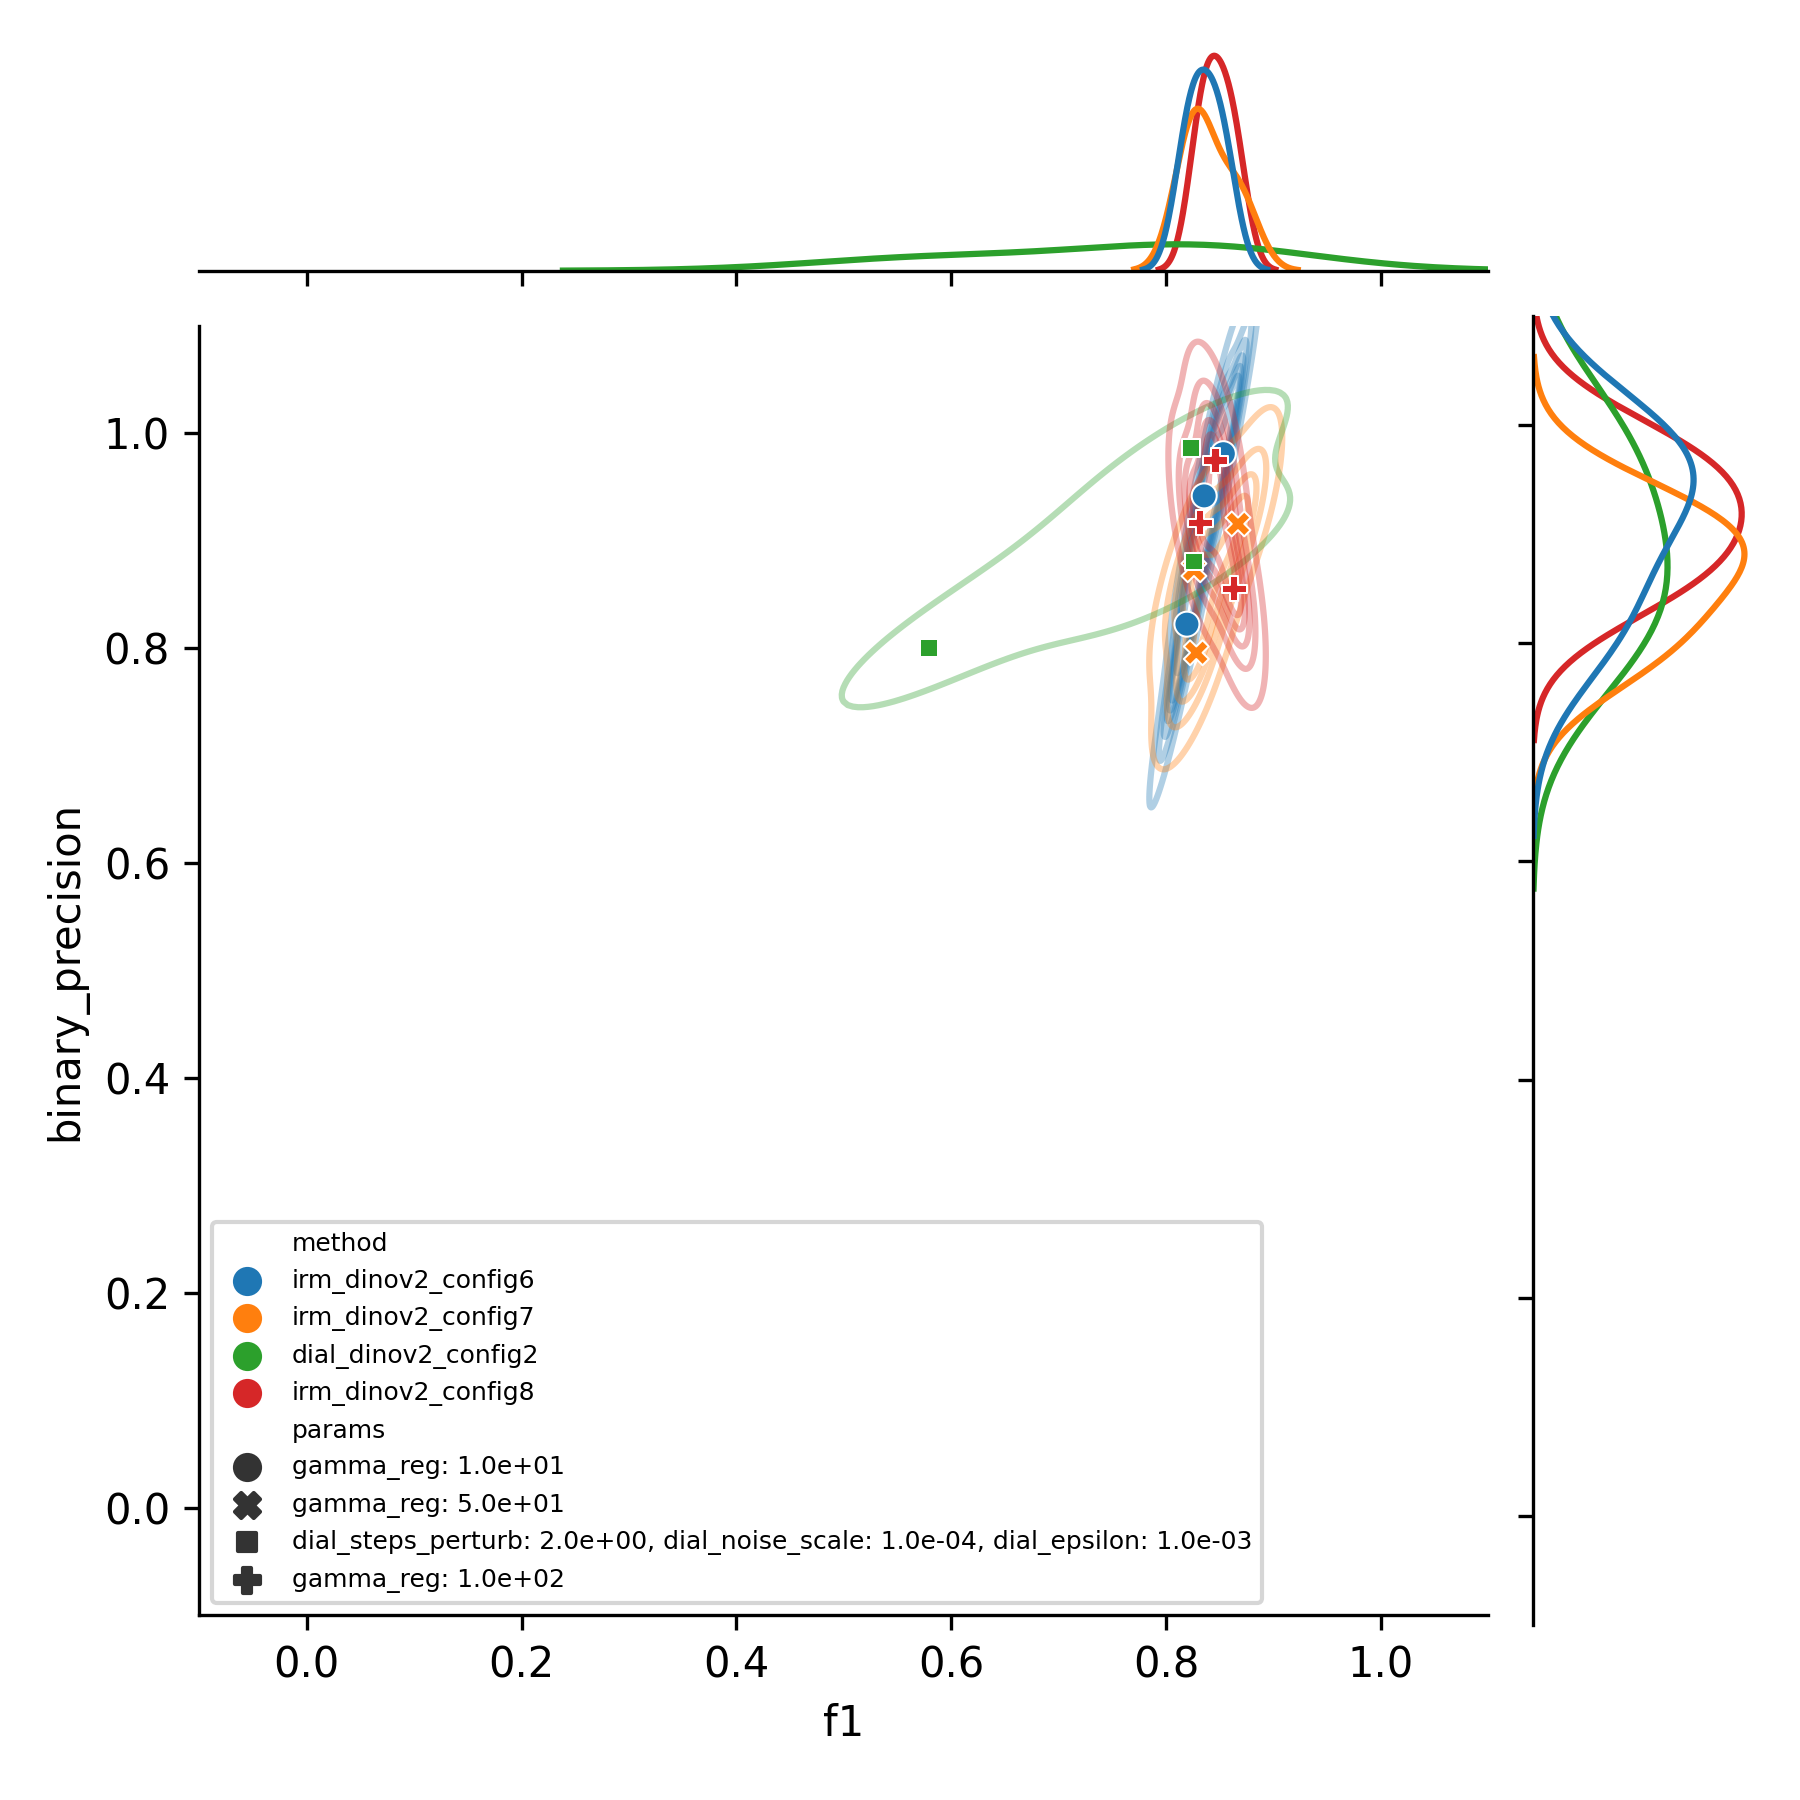 1.0
0.8
0.6
0.4
0.2
0.0
binary_precision
method
irm_dinov2_config6
irm_dinov2_config7
dial_dinov2_config2
irm_dinov2_config8
params
gamma_reg: 1.0e+01
gamma_reg: 5.0e+01
dial_steps_perturb: 2.0e+00, dial_noise_scale: 1.0e-04, dial_epsilon: 1.0e-03
gamma_reg: 1.0e+02
0.0 0.2 0.4 0.6 0.8 1.0
f1